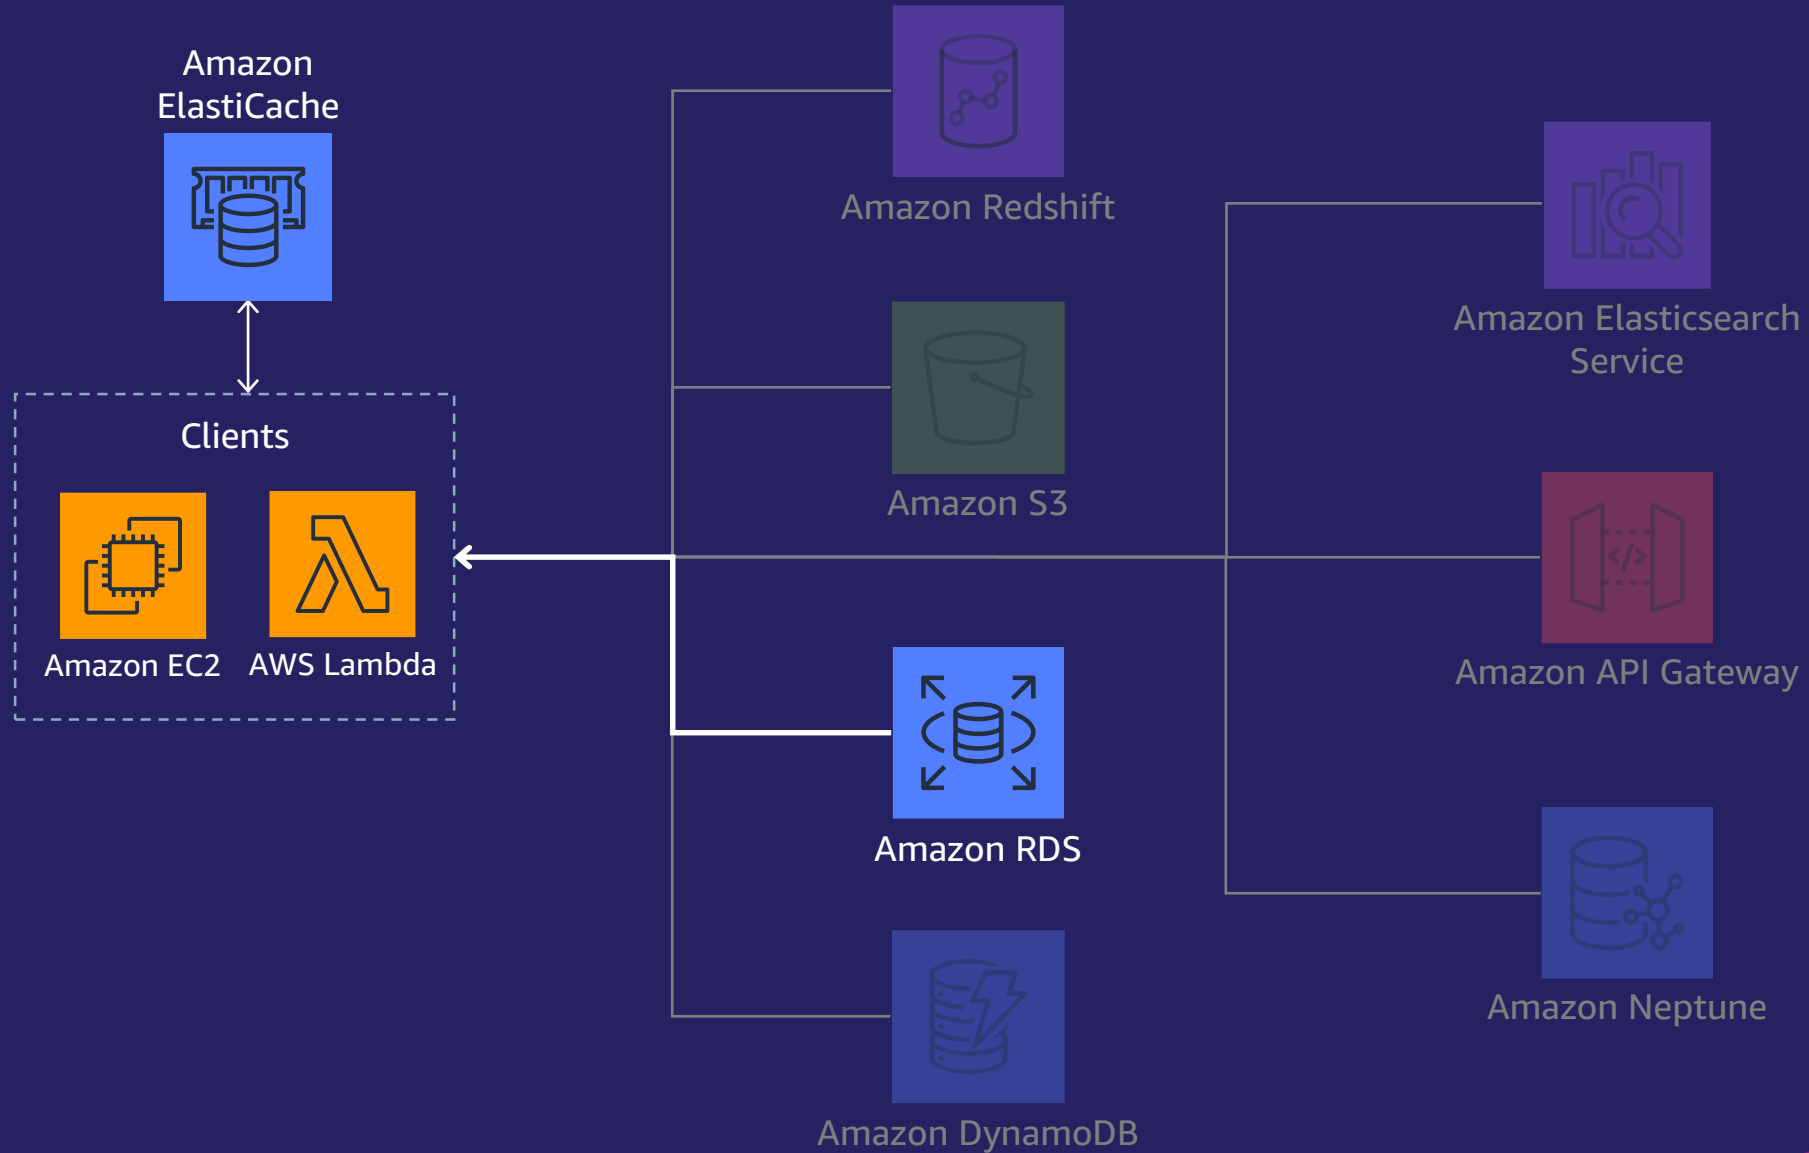 Amazon
ElastiCache
Clients
Amazon EC2
AWS Lambda
Amazon Redshift
Amazon S3
</>
Amazon RDS
Amazon DynamoDB
Amazon Elasticsearch
Service
Amazon API Gateway
Amazon Neptune